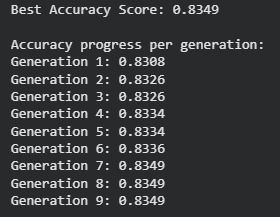 Best Accuracy Score: 0.8349
Accuracy progress per generation:
Generation 1: 0.8308
Generation 2: 0.8326
Generation 3: 0.8326
Generation 4: 0.8334
Generation 5: 0.8334
Generation 6: 0.8336
Generation 7: 0.8349
Generation 8: 0.8349
Generation 9: 0.8349